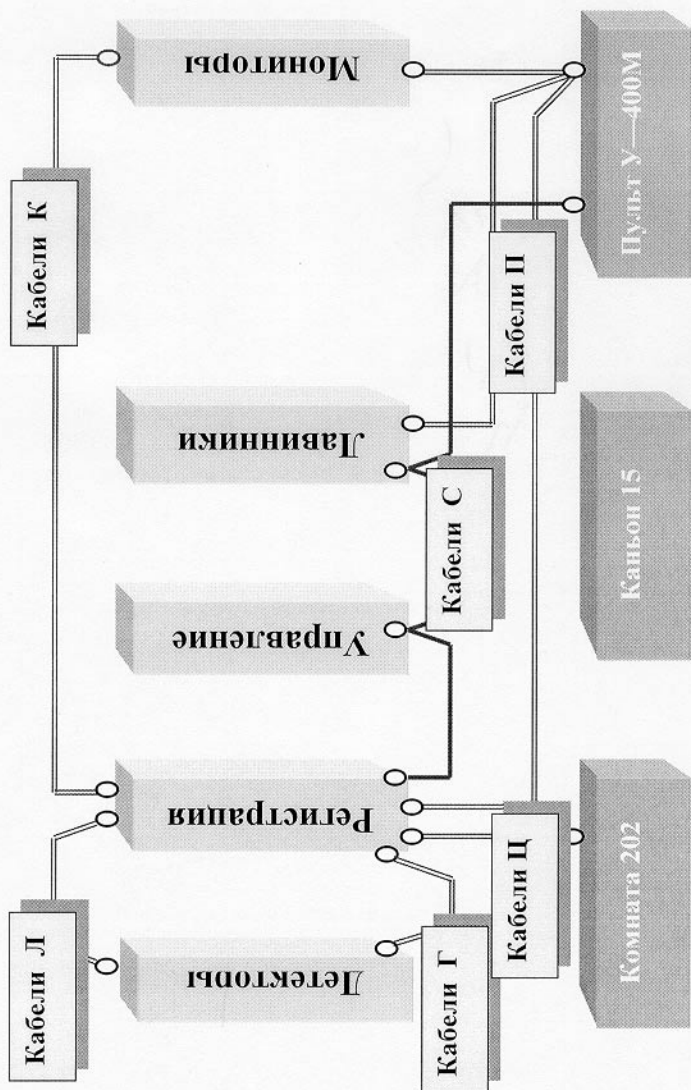 Кабели Л
Кабели К
Детекторы
Регистрация
Управление
Лавинники
Мониторы
Кабели Г
Кабели Ц
Кабели С
Кабели П
Комната 202
Каньон 15
Пульт У—400М